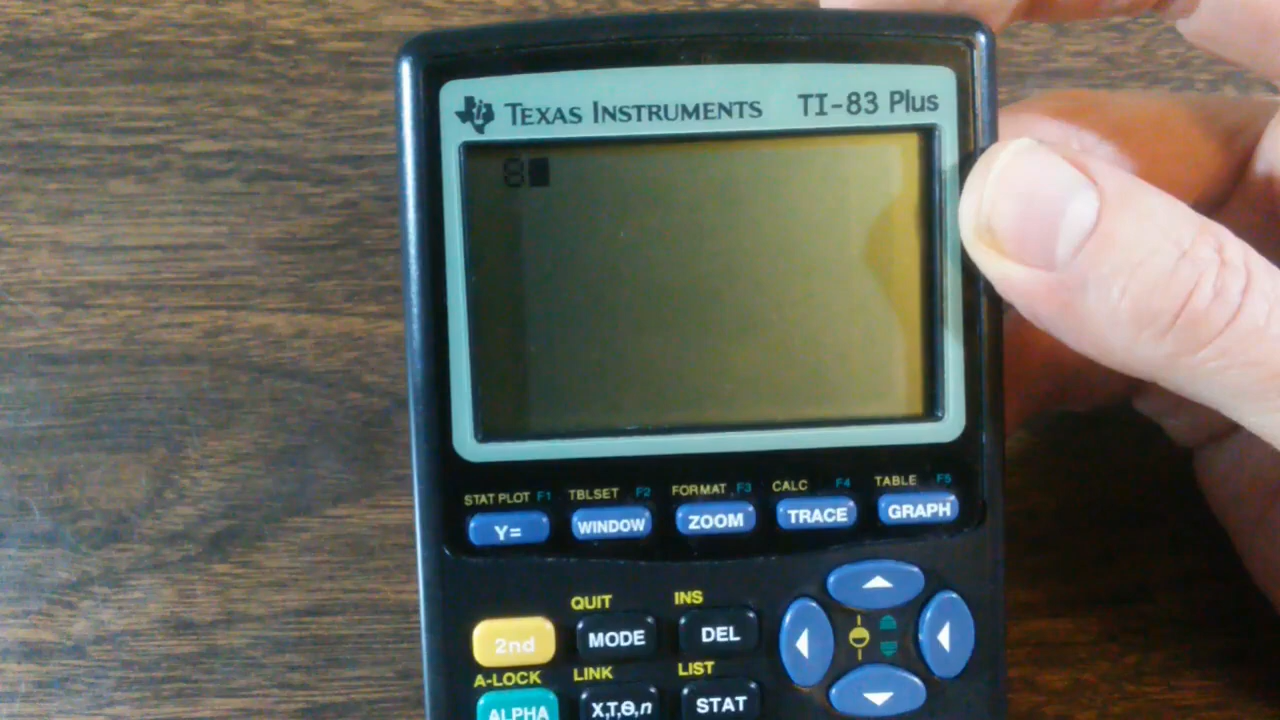 TEXAS INSTRUMENTS TI-83 Plus
8
STAT PLOT F1 TBLSET F2 FORMAT F3 CALC F4 TABLE F5
Y= WINDOW ZOOM TRACE GRAPH
QUIT INS
2nd MODE DEL
A-LOCK LINK LIST
ALPHA X,T,Θ,n STAT